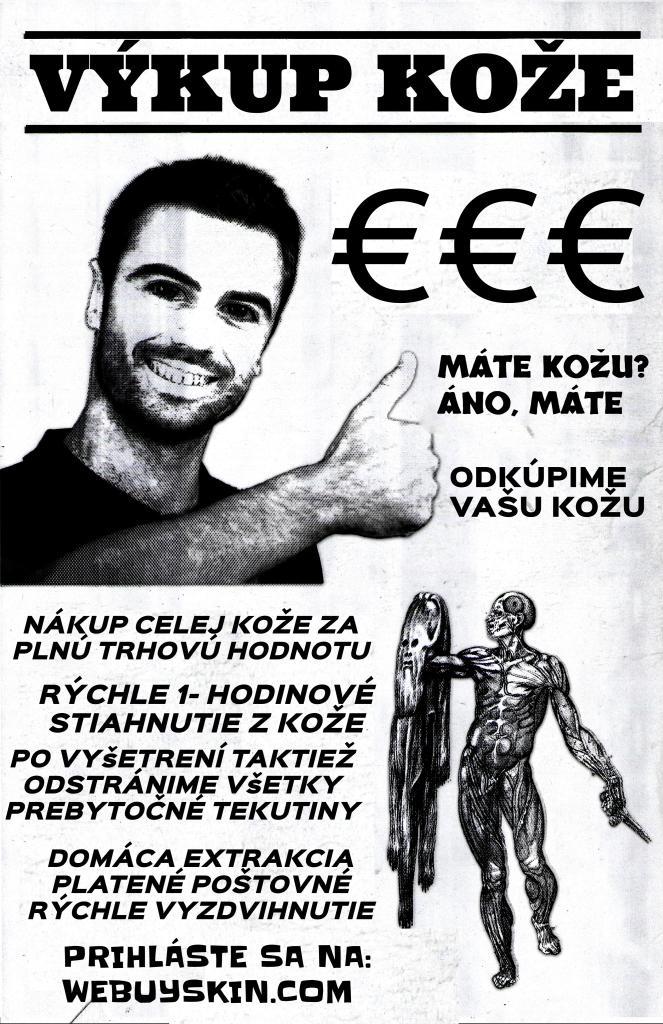 VÝKUP KOŽE
€€€
MÁTE KOŽU?
ÁNO, MÁTE
ODKÚPIME
VAŠU KOŽU
NÁKUP CELEJ KOŽE ZA
PLNÚ TRHOVÚ HODNOTU
RÝCHLE 1- HODINOVÉ
STIAHNUTIE Z KOŽE
PO VYšETRENÍ TAKTIEŽ
ODSTRÁNIME VšETKY
PREBYTOČNÉ TEKUTINY
DOMÁCA EXTRAKCIA
PLATENÉ POŠTOVNÉ
RÝCHLE VYZDVIHNUTIE
PRIHLÁSTE SA NA:
WEBUYSKIN.COM